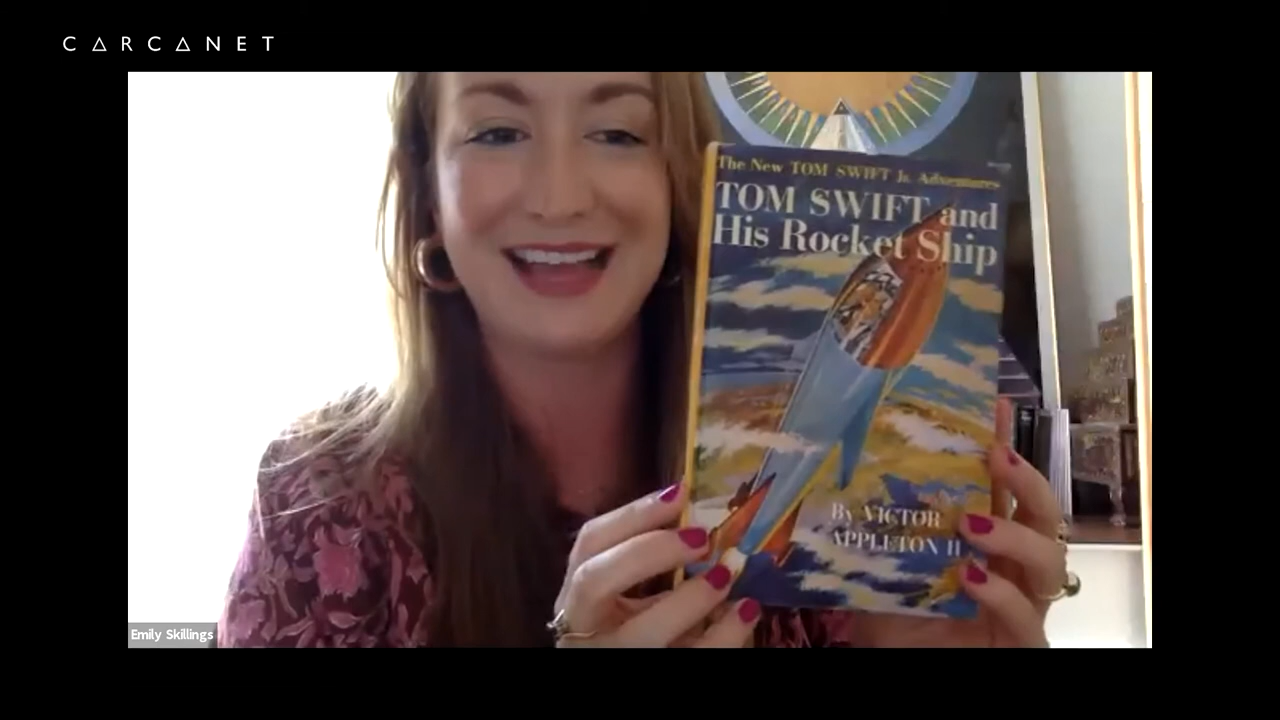 CARCANET
The New TOM SWIFT Jr. Adventures
TOM SWIFT and
His Rocket Ship
By VICTOR
APPLETON II
Emily Skillings